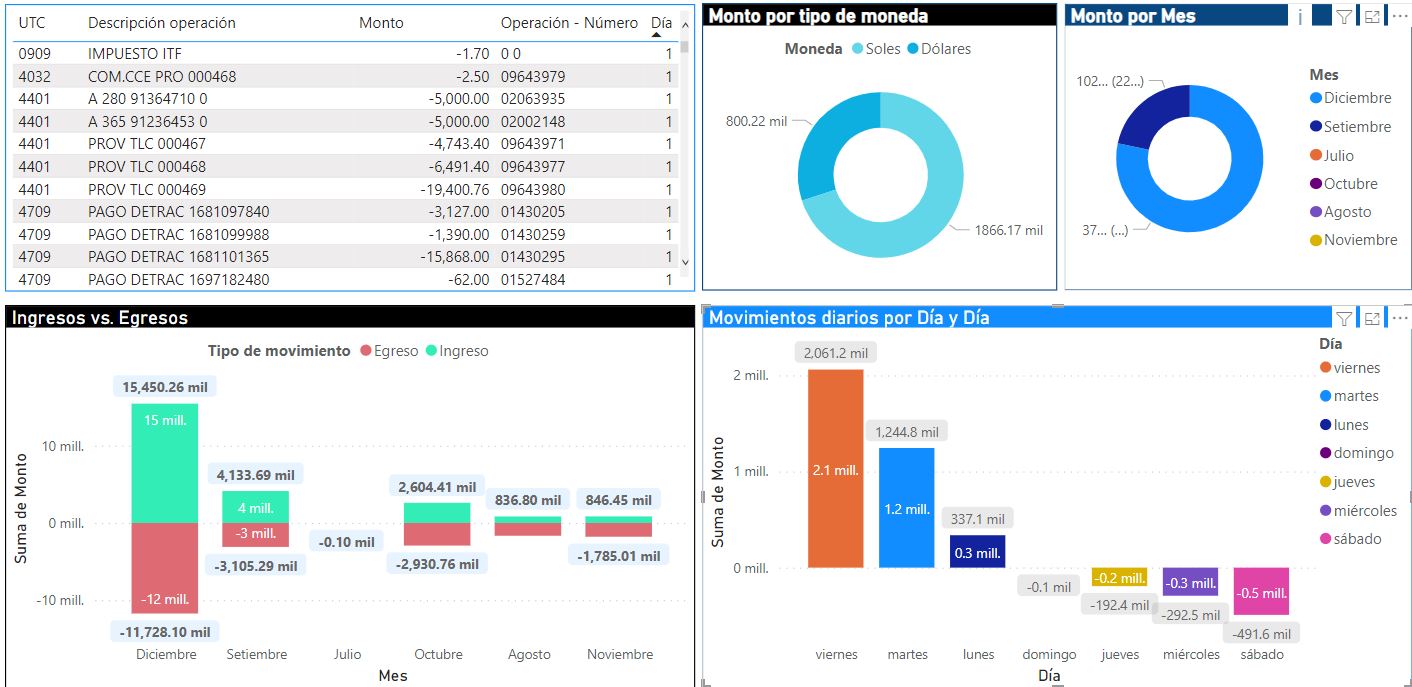 UTC Descripción operación Monto Operación - Número Día
0909 IMPUESTO ITF -1.70 0 0 1
4032 COM.CCE PRO 000468 -2.50 09643979 1
4401 A 280 91364710 0 -5,000.00 02063935 1
4401 A 365 91236453 0 -5,000.00 02002148 1
4401 PROV TLC 000467 -4,743.40 09643971 1
4401 PROV TLC 000468 -6,491.40 09643977 1
4401 PROV TLC 000469 -19,400.76 09643980 1
4709 PAGO DETRAC 1681097840 -3,127.00 01430205 1
4709 PAGO DETRAC 1681099988 -1,390.00 01430259 1
4709 PAGO DETRAC 1681101365 -15,868.00 01430295 1
4709 PAGO DETRAC 1697182480 -62.00 01527484 1
Monto por tipo de moneda
Moneda Soles Dólares
800.22 mil
1866.17 mil
Monto por Mes
102... (22...)
37... (...)
Mes
Diciembre
Setiembre
Julio
Octubre
Agosto
Noviembre
Ingresos vs. Egresos
Tipo de movimiento Egreso Ingreso
Suma de Monto
10 mill.
0 mill.
-10 mill.
15,450.26 mil
15 mill.
4,133.69 mil
4 mill.
-3 mill.
-3,105.29 mil
-0.10 mil
2,604.41 mil
-2,930.76 mil
836.80 mil
846.45 mil
-1,785.01 mil
-12 mill.
-11,728.10 mil
Diciembre Setiembre Julio Octubre Agosto Noviembre
Mes
Movimientos diarios por Día y Día
Suma de Monto
2 mill.
1 mill.
0 mill.
2,061.2 mil
2.1 mill.
1,244.8 mil
1.2 mill.
337.1 mil
0.3 mill.
-0.1 mil
-0.2 mill.
-192.4 mil
-0.3 mill.
-292.5 mil
-0.5 mill.
-491.6 mil
viernes martes lunes domingo jueves miércoles sábado
Día
Día
viernes
martes
lunes
domingo
jueves
miércoles
sábado